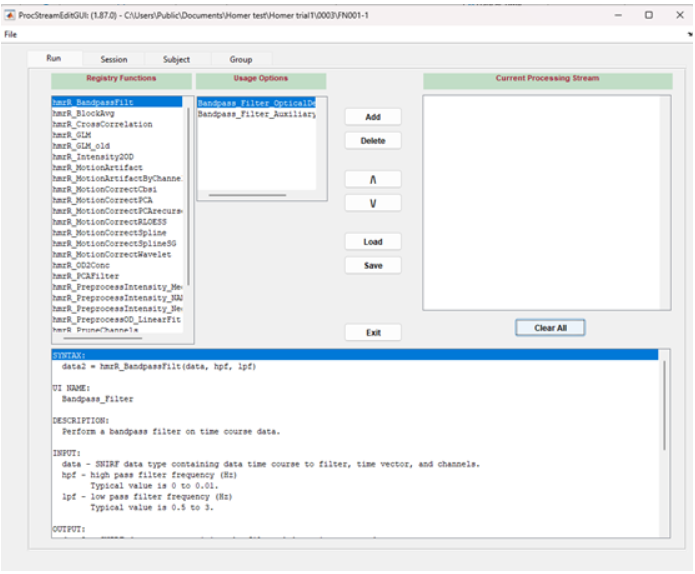 ProcStreamEditGUI: (1.87.0) - C:\Users\Public\Documents\Homer test\Homer trial1\0003\FN001-1
File
Run Session Subject Group
Registry Functions
hmrR_BandpassFilt
hmrR_BlockAvg
hmrR_CrossCorrelation
hmrR_GLM
hmrR_GLM_old
hmrR_Intensity2OD
hmrR_MotionArtifact
hmrR_MotionArtifactByChanne
hmrR_MotionCorrectCbsi
hmrR_MotionCorrectPCA
hmrR_MotionCorrectPCArecurs
hmrR_MotionCorrectRLOESS
hmrR_MotionCorrectSpline
hmrR_MotionCorrectSplineSG
hmrR_MotionCorrectWavelet
hmrR_OD2Conc
hmrR_PCAFilter
hmrR_PreprocessIntensity_Me
hmrR_PreprocessIntensity_NAN
hmrR_PreprocessIntensity_Ne
hmrR_PreprocessOD_LinearFit
hmrR_PruneChannels
Usage Options
Bandpass_Filter_OpticalDe
Bandpass_Filter_Auxiliary
Add
Delete
/\
\/
Load
Save
Exit
Current Processing Stream
Clear All
SYNTAX:
data2 = hmrR_BandpassFilt(data, hpf, lpf)
UI NAME:
Bandpass_Filter
DESCRIPTION:
Perform a bandpass filter on time course data.
INPUT:
data - SNIRF data type containing data time course to filter, time vector, and channels.
hpf - high pass filter frequency (Hz)
Typical value is 0 to 0.01.
lpf - low pass filter frequency (Hz)
Typical value is 0.5 to 3.
OUTPUT: